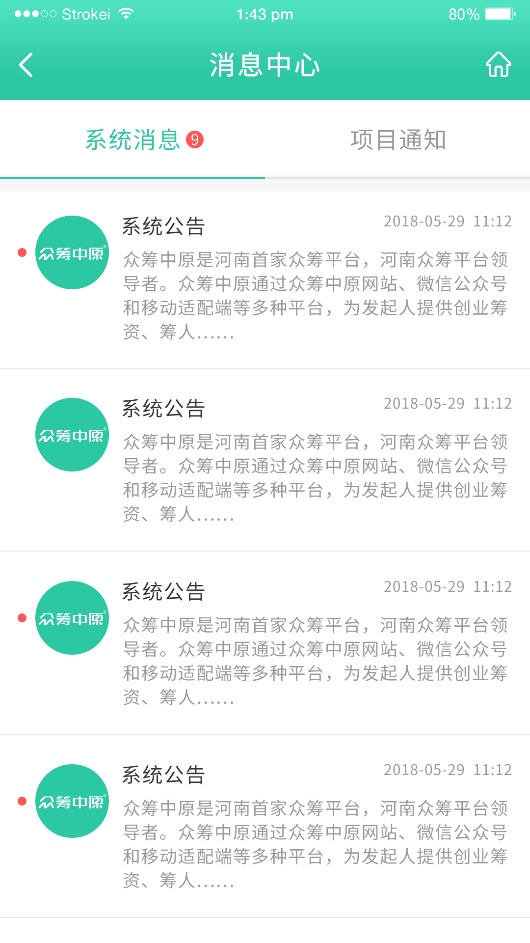 Strokei 1:43 pm 80%
消息中心
系统消息 9 项目通知
系统公告 2018-05-29 11:12
众筹中原
众筹中原是河南首家众筹平台，河南众筹平台领
导者。众筹中原通过众筹中原网站、微信公众号
和移动适配端等多种平台，为发起人提供创业筹
资、筹人......
系统公告 2018-05-29 11:12
众筹中原
众筹中原是河南首家众筹平台，河南众筹平台领
导者。众筹中原通过众筹中原网站、微信公众号
和移动适配端等多种平台，为发起人提供创业筹
资、筹人......
系统公告 2018-05-29 11:12
众筹中原
众筹中原是河南首家众筹平台，河南众筹平台领
导者。众筹中原通过众筹中原网站、微信公众号
和移动适配端等多种平台，为发起人提供创业筹
资、筹人......
系统公告 2018-05-29 11:12
众筹中原
众筹中原是河南首家众筹平台，河南众筹平台领
导者。众筹中原通过众筹中原网站、微信公众号
和移动适配端等多种平台，为发起人提供创业筹
资、筹人......